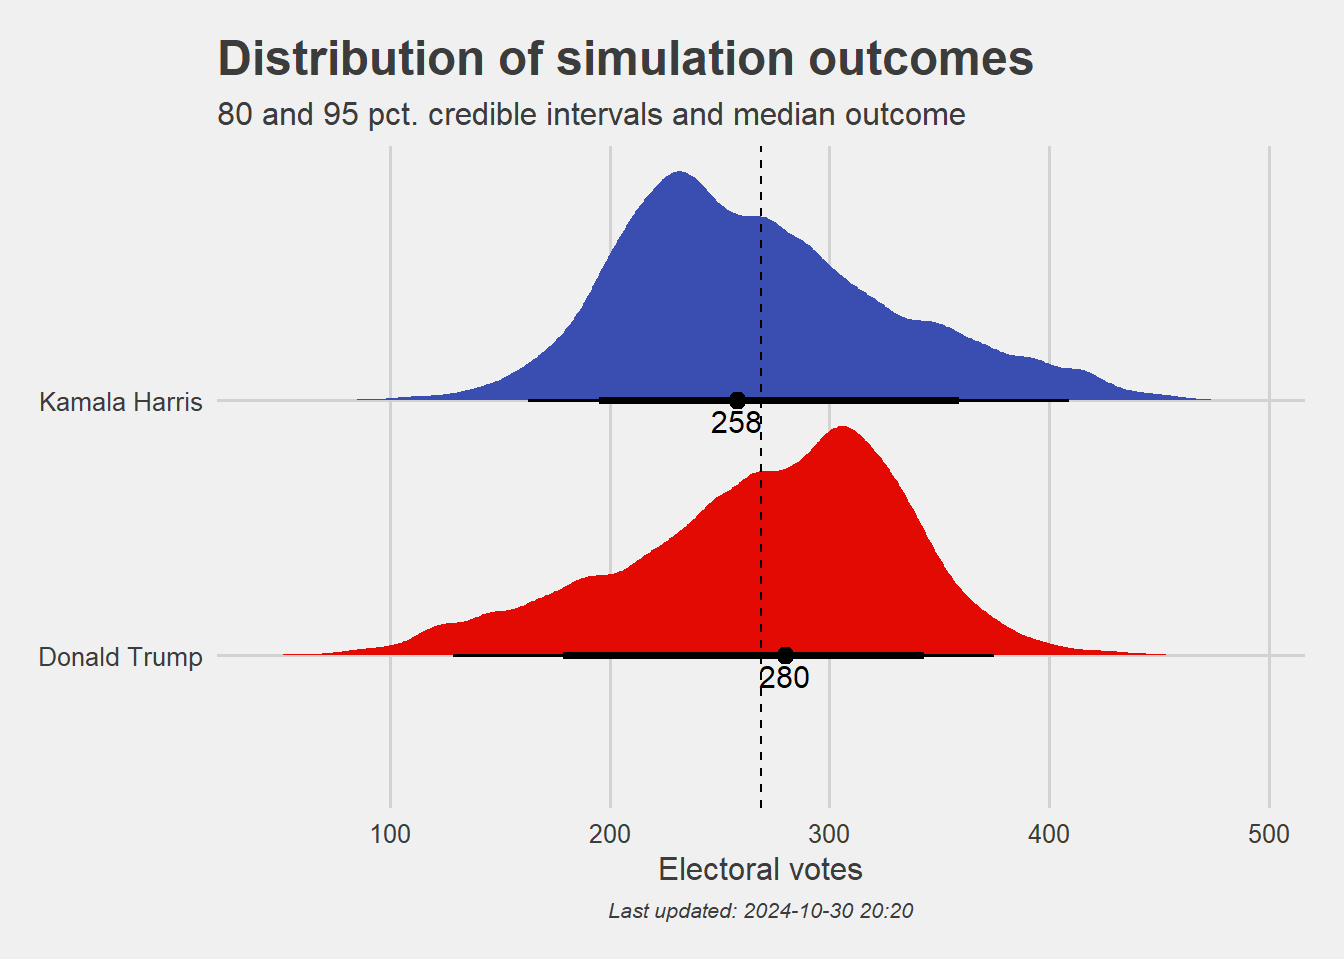 Distribution of simulation outcomes
80 and 95 pct. credible intervals and median outcome
Kamala Harris
258
Donald Trump
280
100 200 300 400 500
Electoral votes
Last updated: 2024-10-30 20:20